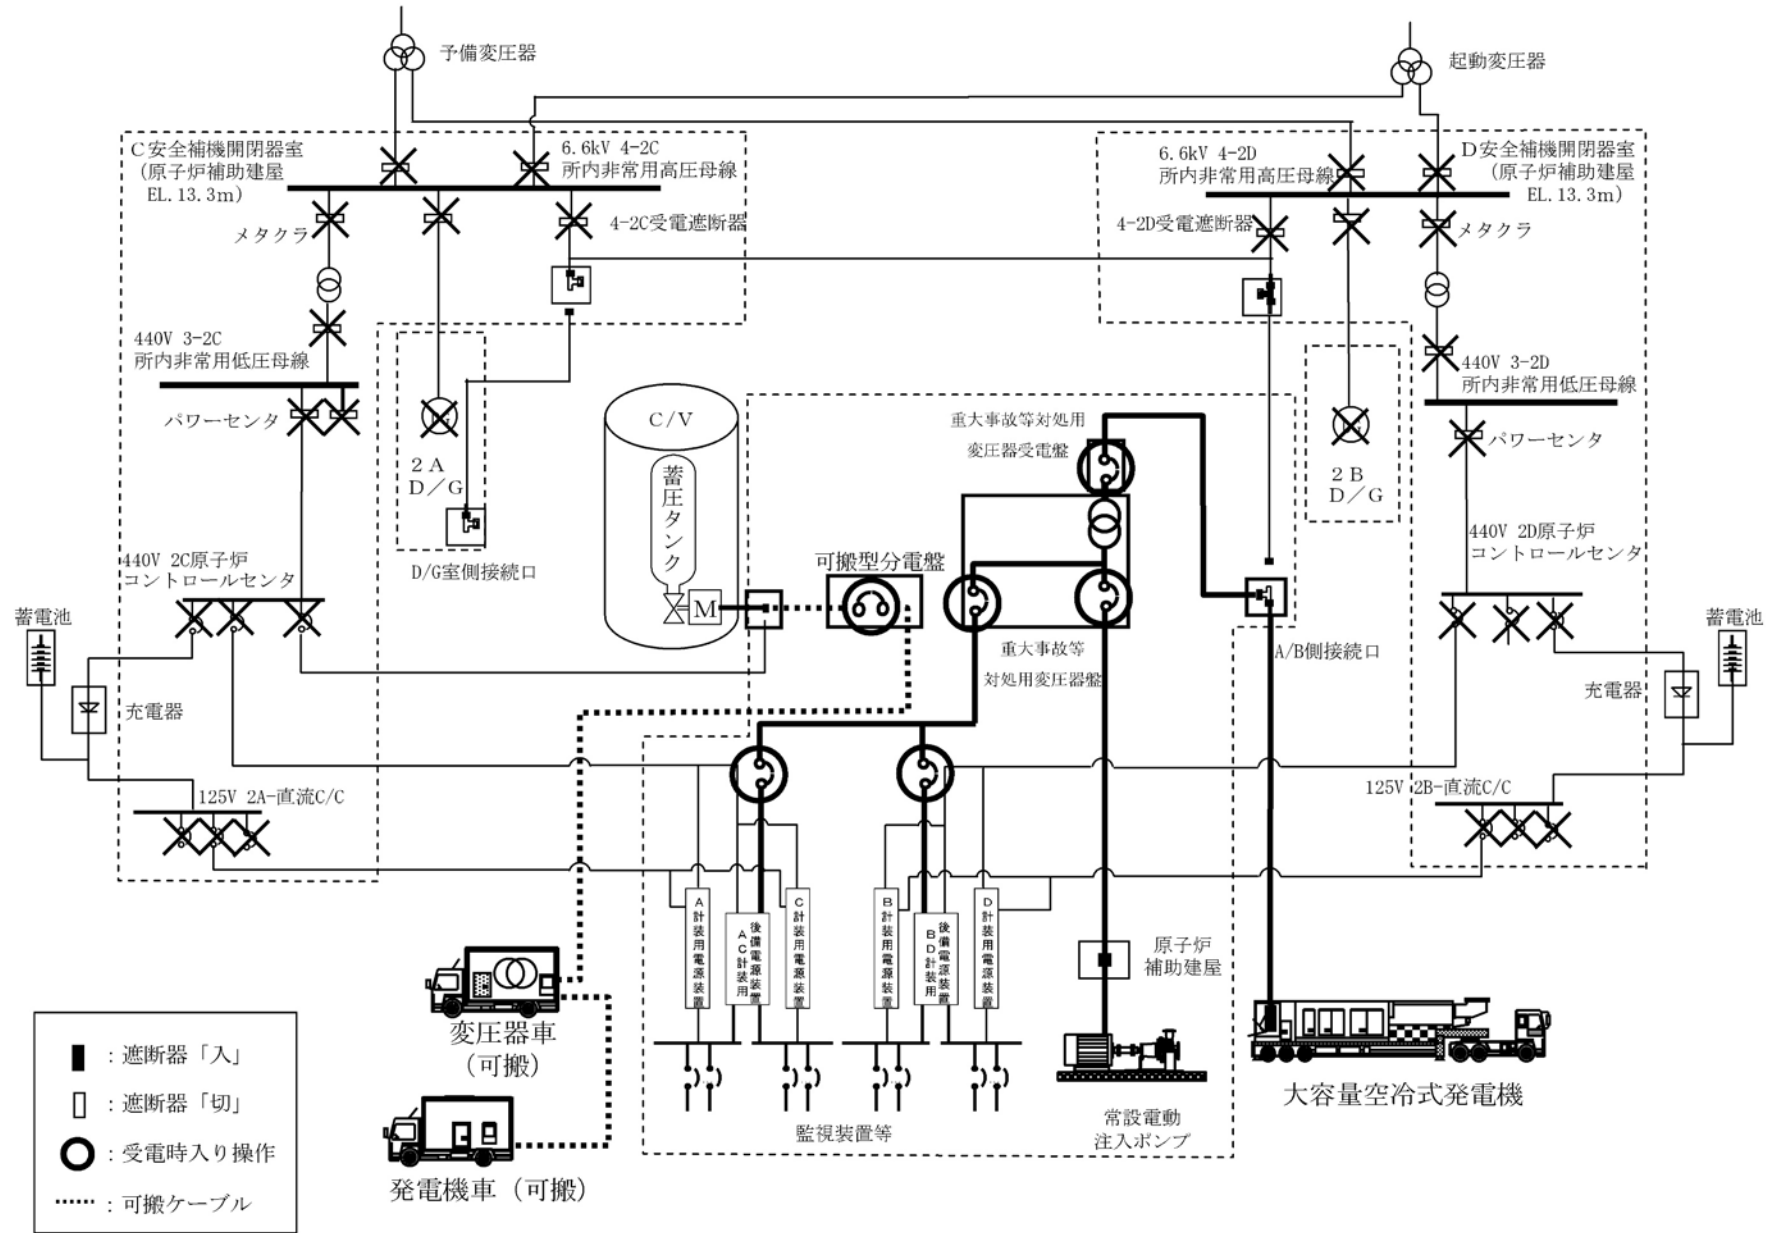 予備変圧器
起動変圧器
C安全補機開閉器室
(原子炉補助建屋
EL.13.3m)
6.6kV 4-2C
所内非常用高圧母線
6.6kV 4-2D
所内非常用高圧母線
D安全補機開閉器室
(原子炉補助建屋
EL.13.3m)
メタクラ
4-2C受電遮断器
4-2D受電遮断器
メタクラ
440V 3-2C
所内非常用低圧母線
440V 3-2D
所内非常用低圧母線
パワーセンタ
パワーセンタ
2A
D/G
2B
D/G
C/V
蓄圧タンク
M
重大事故等対処用
変圧器受電盤
440V 2C原子炉
コントロールセンタ
D/G室側接続口
可搬型分電盤
440V 2D原子炉
コントロールセンタ
蓄電池
蓄電池
重大事故等
対処用変圧器盤
A/B側接続口
充電器
充電器
125V 2A-直流C/C
125V 2B-直流C/C
A計装用電源装置
AC計装用
後備電源装置
C計装用電源装置
B計装用電源装置
BD計装用
後備電源装置
D計装用電源装置
原子炉
補助建屋
変圧器車
(可搬)
発電機車(可搬)
監視装置等
常設電動
注入ポンプ
大容量空冷式発電機
:遮断器「入」
:遮断器「切」
:受電時入り操作
:可搬ケーブル